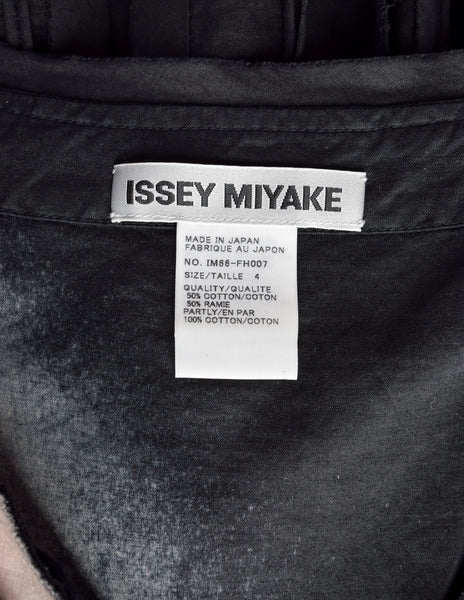 ISSEY MIYAKE
MADE IN JAPAN
FABRIQUE AU JAPON
NO. IM66-FH007
SIZE/TAILLE 4
QUALITY/QUALITE
50% COTTON/COTON
50% RAMIE
PARTLY/EN PAR
100% COTTON/COTON